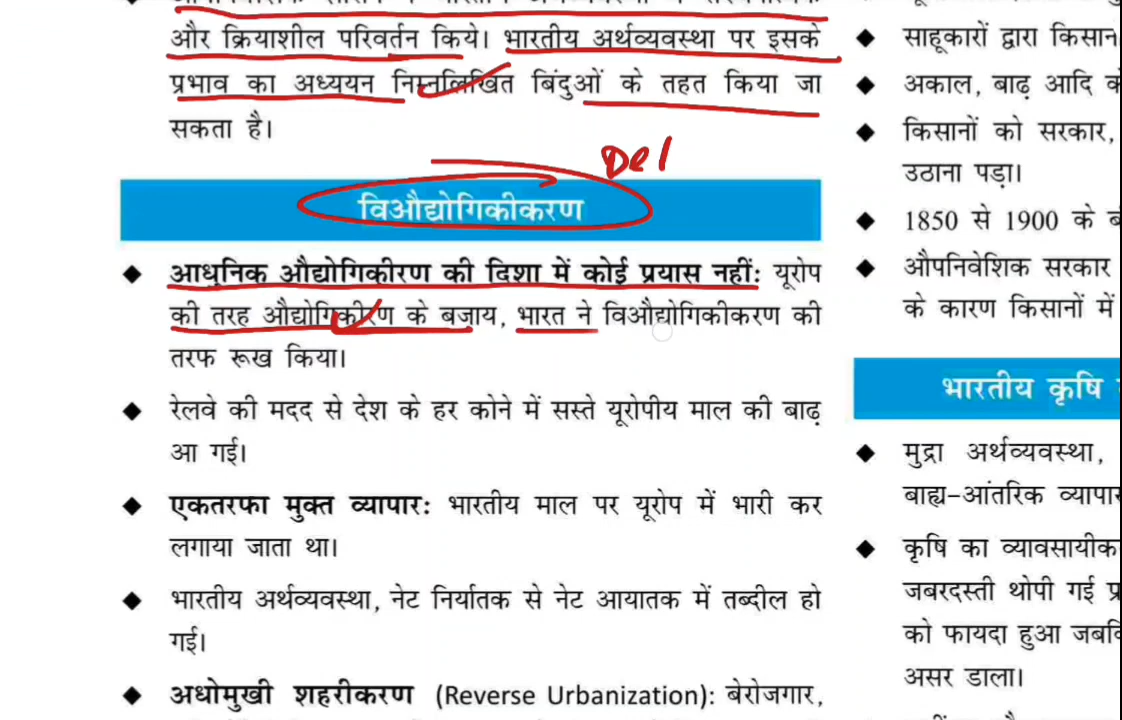 और क्रियाशील परिवर्तन किये। भारतीय अर्थव्यवस्था पर इसके
प्रभाव का अध्ययन निम्नलिखित बिंदुओं के तहत किया जा
सकता है।
Del
विऔद्योगिकीकरण
◆ आधुनिक औद्योगिकीरण की दिशा में कोई प्रयास नहीं: यूरोप
की तरह औद्योगिकीरण के बजाय, भारत ने विऔद्योगिकीकरण की
तरफ रूख किया।
◆ रेलवे की मदद से देश के हर कोने में सस्ते यूरोपीय माल की बाढ़
आ गई।
◆ एकतरफा मुक्त व्यापार: भारतीय माल पर यूरोप में भारी कर
लगाया जाता था।
◆ भारतीय अर्थव्यवस्था, नेट निर्यातक से नेट आयातक में तब्दील हो
गई।
◆ अधोमुखी शहरीकरण (Reverse Urbanization): बेरोजगार,
◆ साहूकारों द्वारा किसान
◆ अकाल, बाढ़ आदि
◆ किसानों को सरकार,
उठाना पड़ा।
◆ 1850 से 1900 के
◆ औपनिवेशिक सरकार
के कारण किसानों में
भारतीय कृषि
◆ मुद्रा अर्थव्यवस्था,
बाह्य-आंतरिक व्यापार
◆ कृषि का व्यावसायीक
जबरदस्ती थोपी गई प्र
को फायदा हुआ
असर डाला।